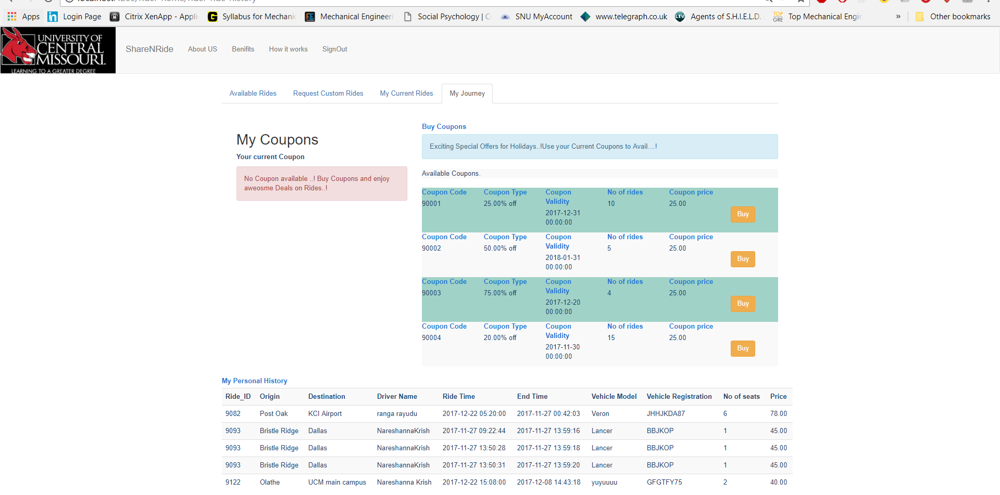 Apps Login Page Citrix XenApp - Appli Syllabus for Mechanic Mechanical Engineeri Social Psychology | C SNU MyAccount www.telegraph.co.uk Agents of S.H.I.E.L.D. Top Mechanical Engir » Other bookmarks
UNIVERSITY OF
CENTRAL
MISSOURI.
LEARNING TO A GREATER DEGREE
ShareNRide About US Benifits How it works SignOut
Available Rides Request Custom Rides My Current Rides My Journey
My Coupons
Your current Coupon
No Coupon available ..! Buy Coupons and enjoy
aweosme Deals on Rides..!
Buy Coupons
Exciting Special Offers for Holidays..!Use your Current Coupons to Avail....!
Available Coupons.
Coupon Code Coupon Type Coupon Validity No of rides Coupon price
90001 25.00% off 2017-12-31 00:00:00 10 25.00 Buy
Coupon Code Coupon Type Coupon Validity No of rides Coupon price
90002 50.00% off 2018-01-31 00:00:00 5 25.00 Buy
Coupon Code Coupon Type Coupon Validity No of rides Coupon price
90003 75.00% off 2017-12-20 00:00:00 4 25.00 Buy
Coupon Code Coupon Type Coupon Validity No of rides Coupon price
90004 20.00% off 2017-11-30 00:00:00 15 25.00 Buy
My Personal History
Ride_ID Origin Destination Driver Name Ride Time End Time Vehicle Model Vehicle Registration No of seats Price
9082 Post Oak KCI Airport ranga rayudu 2017-12-22 05:20:00 2017-11-27 00:42:03 Veron JHHJKDA87 6 78.00
9093 Bristle Ridge Dallas NareshannaKrish 2017-11-27 09:22:44 2017-11-27 13:59:16 Lancer BBJKOP 1 45.00
9093 Bristle Ridge Dallas NareshannaKrish 2017-11-27 13:50:28 2017-11-27 13:59:18 Lancer BBJKOP 1 45.00
9093 Bristle Ridge Dallas NareshannaKrish 2017-11-27 13:50:31 2017-11-27 13:59:20 Lancer BBJKOP 1 45.00
9122 Olathe UCM main campus Nareshanna Krish 2017-12-22 15:08:00 2017-12-08 14:43:18 yuyuuuu GFGTFY75 2 40.00